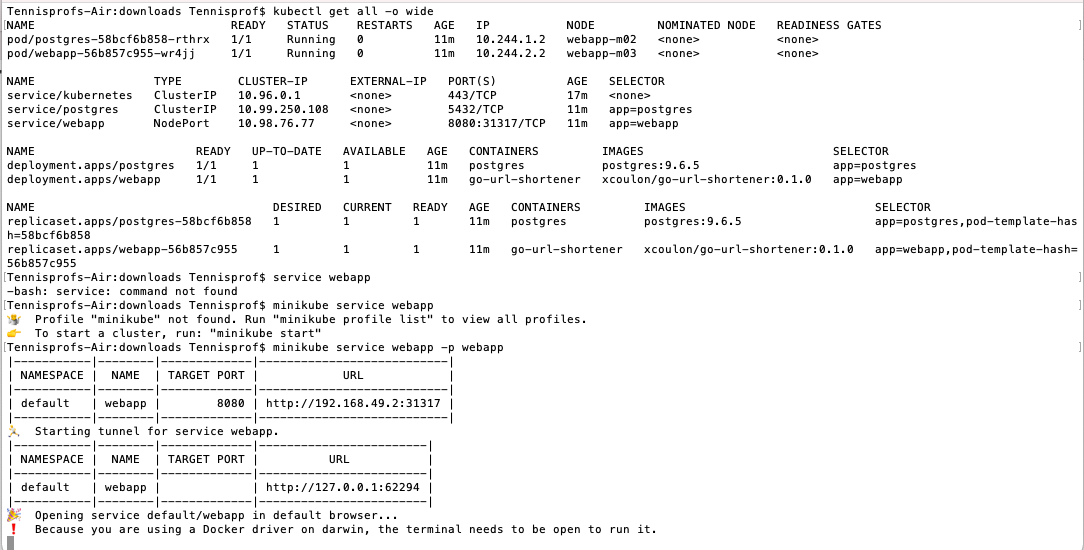 Tennisprofs-Air:downloads Tennisprof$ kubectl get all -o wide
NAME                            READY   STATUS    RESTARTS   AGE   IP           NODE         NOMINATED NODE   READINESS GATES
pod/postgres-58bcf6b858-rthrx   1/1     Running   0          11m   10.244.1.2   webapp-m02   <none>           <none>
pod/webapp-56b857c955-wr4jj     1/1     Running   0          11m   10.244.2.2   webapp-m03   <none>           <none>

NAME                 TYPE        CLUSTER-IP      EXTERNAL-IP   PORT(S)          AGE   SELECTOR
service/kubernetes   ClusterIP   10.96.0.1       <none>        443/TCP          17m   <none>
service/postgres     ClusterIP   10.99.250.108   <none>        5432/TCP         11m   app=postgres
service/webapp       NodePort    10.98.76.77     <none>        8080:31317/TCP   11m   app=webapp

NAME                       READY   UP-TO-DATE   AVAILABLE   AGE   CONTAINERS         IMAGES                           SELECTOR
deployment.apps/postgres   1/1     1            1           11m   postgres           postgres:9.6.5                   app=postgres
deployment.apps/webapp     1/1     1            1           11m   go-url-shortener   xcoulon/go-url-shortener:0.1.0   app=webapp

NAME                                  DESIRED   CURRENT   READY   AGE   CONTAINERS         IMAGES                           SELECTOR
replicaset.apps/postgres-58bcf6b858   1         1         1       11m   postgres           postgres:9.6.5                   app=postgres,pod-template-has
h=58bcf6b858
replicaset.apps/webapp-56b857c955     1         1         1       11m   go-url-shortener   xcoulon/go-url-shortener:0.1.0   app=webapp,pod-template-hash=
56b857c955
[Tennisprofs-Air:downloads Tennisprof$ service webapp ]
-bash: service: command not found
[Tennisprofs-Air:downloads Tennisprof$ minikube service webapp ]
🤷  Profile "minikube" not found. Run "minikube profile list" to view all profiles.
👉  To start a cluster, run: "minikube start"
[Tennisprofs-Air:downloads Tennisprof$ minikube service webapp -p webapp ]
|-----------|--------|-------------|---------------------------|
| NAMESPACE |  NAME  | TARGET PORT |            URL            |
|-----------|--------|-------------|---------------------------|
| default   | webapp |        8080 | http://192.168.49.2:31317 |
|-----------|--------|-------------|---------------------------|
🏃  Starting tunnel for service webapp.
|-----------|--------|-------------|------------------------|
| NAMESPACE |  NAME  | TARGET PORT |          URL           |
|-----------|--------|-------------|------------------------|
| default   | webapp |             | http://127.0.0.1:62294 |
|-----------|--------|-------------|------------------------|
🎉  Opening service default/webapp in default browser...
❗  Because you are using a Docker driver on darwin, the terminal needs to be open to run it.